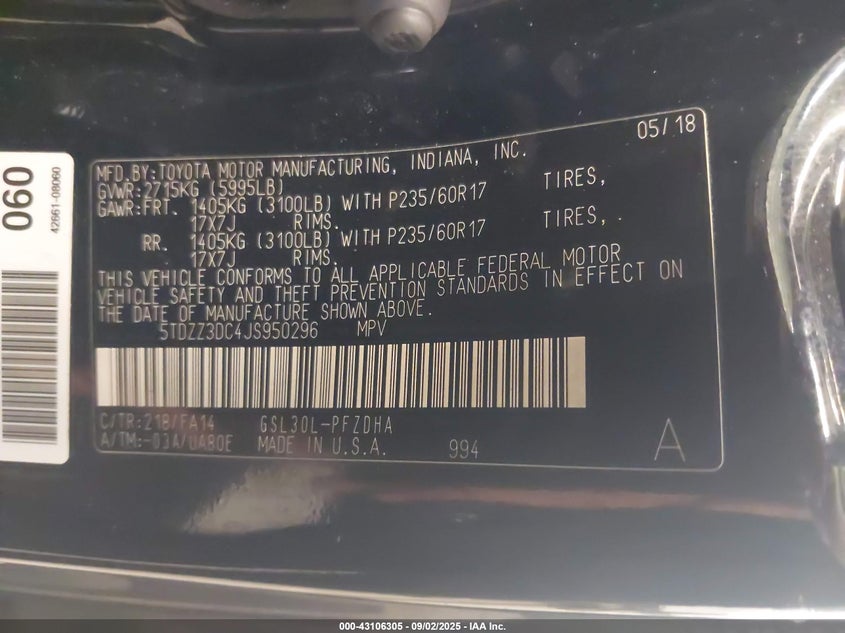 060
42661-08060
05/18
MFD.BY:TOYOTA MOTOR MANUFACTURING, INDIANA, INC.
GVWR:2715KG (5995LB)
GAWR:FRT. 1405KG (3100LB) WITH P235/60R17 TIRES,
17X7J RIMS.
RR. 1405KG (3100LB) WITH P235/60R17 TIRES, .
17X7J RIMS.
THIS VEHICLE CONFORMS TO ALL APPLICABLE FEDERAL MOTOR
VEHICLE SAFETY AND THEFT PREVENTION STANDARDS IN EFFECT ON
THE DATE OF MANUFACTURE SHOWN ABOVE.
5TDZZ3DC4JS950296 MPV
C/TR:218/FA14 GSL30L-PFZDHA
A/TM:-03A/UA80E MADE IN U.S.A. 994
A
000-43106305 - 09/02/2025 - IAA Inc.